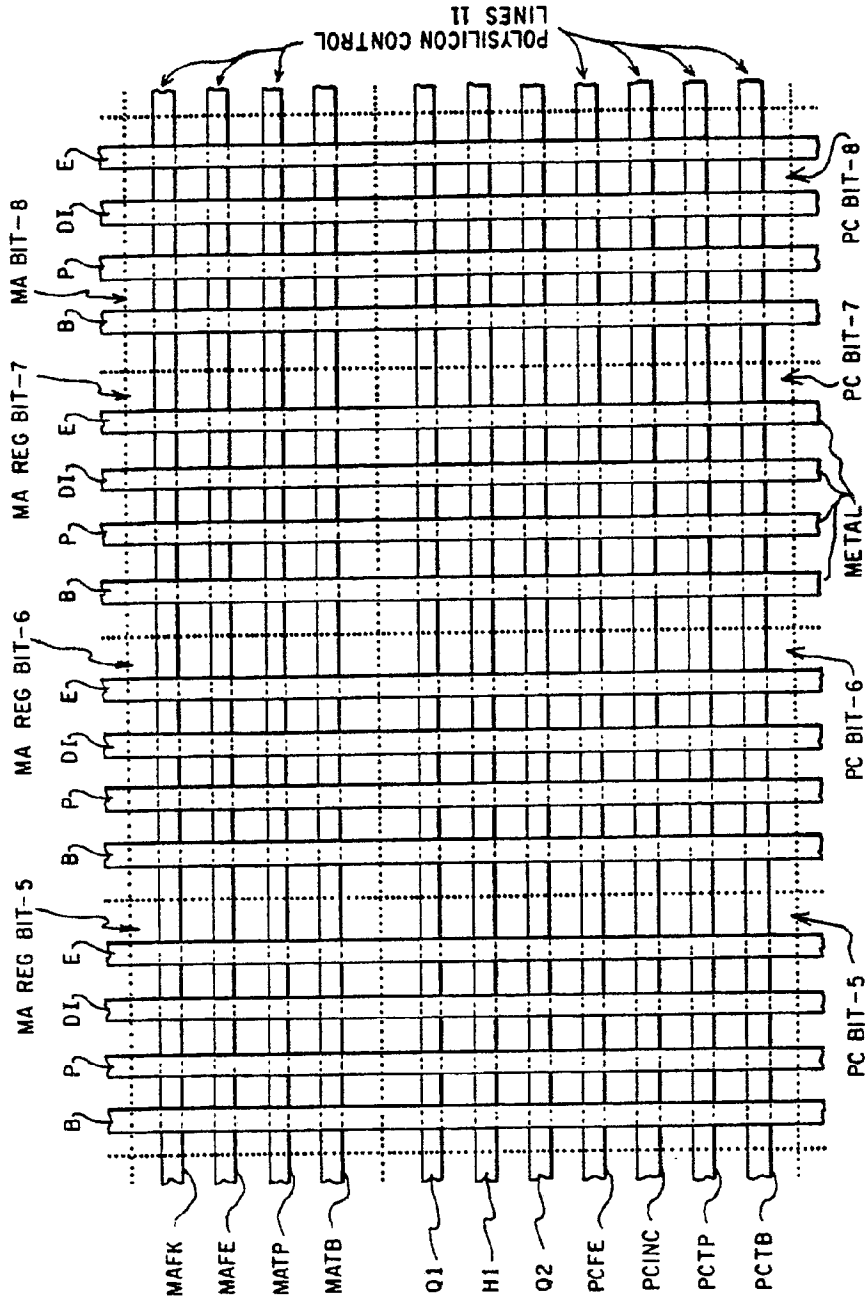 MA REG BIT-5
MA REG BIT-6
MA REG BIT-7
MA BIT-8
B P DI E B P DI E B P DI E B P DI E
MAFK
MAFE
MATP
MATB
Q1
H1
Q2
PCFE
PCINC
PCTP
PCTB
POLYSILICON CONTROL
LINES 11
PC BIT-5
PC BIT-6
METAL
PC BIT-7
PC BIT-8